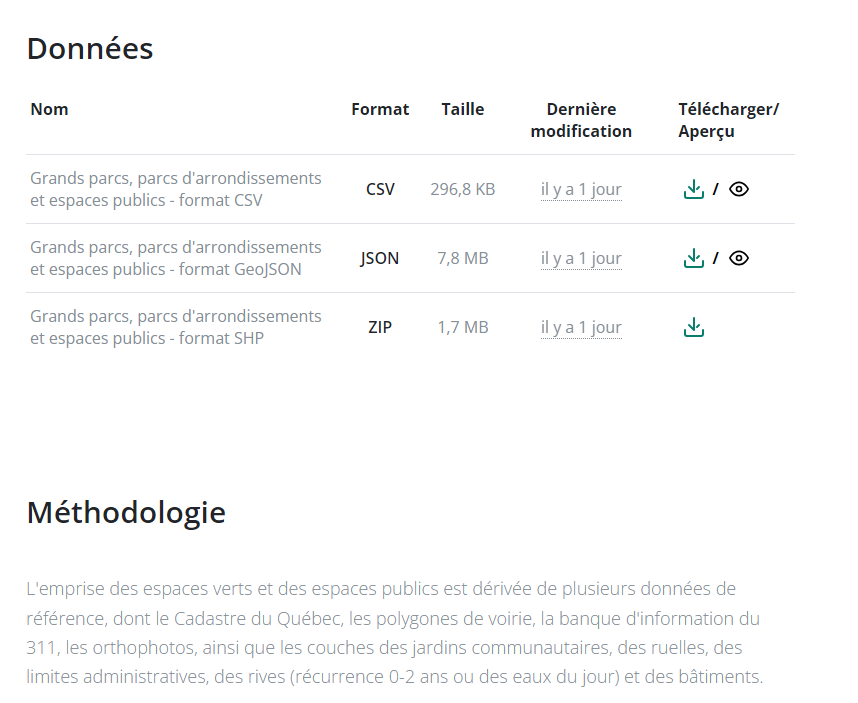 Données
Nom Format Taille Dernière modification Télécharger/ Aperçu
Grands parcs, parcs d'arrondissements
et espaces publics - format CSV
CSV 296,8 KB il y a 1 jour /
Grands parcs, parcs d'arrondissements
et espaces publics - format GeoJSON
JSON 7,8 MB il y a 1 jour /
Grands parcs, parcs d'arrondissements
et espaces publics - format SHP
ZIP 1,7 MB il y a 1 jour
Méthodologie
L'emprise des espaces verts et des espaces publics est dérivée de plusieurs données de
référence, dont le Cadastre du Québec, les polygones de voirie, la banque d'information du
311, les orthophotos, ainsi que les couches des jardins communautaires, des ruelles, des
limites administratives, des rives (récurrence 0-2 ans ou des eaux du jour) et des bâtiments.